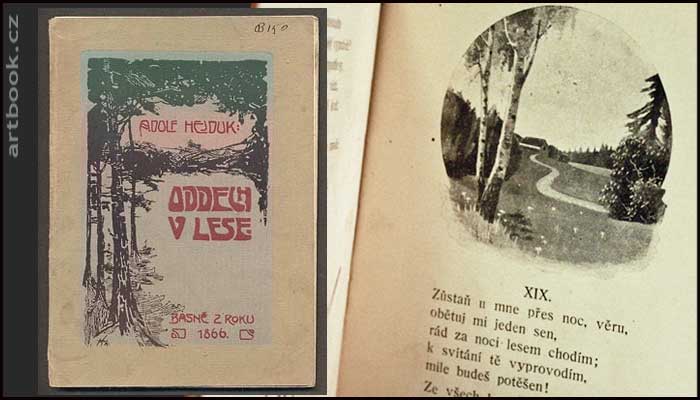 artbook.cz
ADOLF HEJDUK:
ODDECH
V LESE
BÁSNĚ Z ROKU
1866.
XIX.
Zůstaň u mne přes noc, věru,
obětuj mi jeden sen,
rád za noci lesem chodím;
k svítání tě vyprovodím,
mile budeš potěšen!
Ze všech